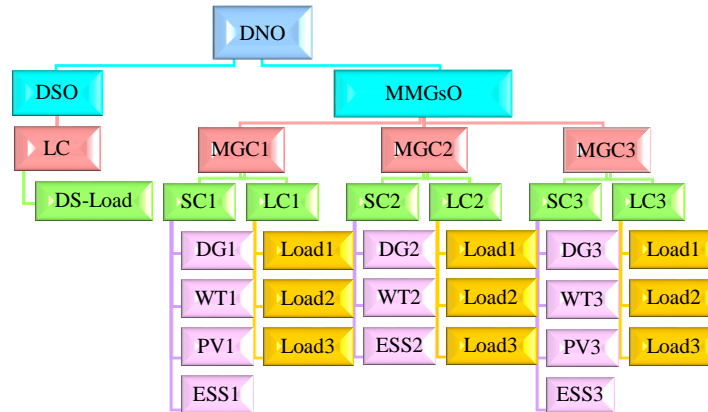 DNO
DSO
MMGsO
LC
MGC1
MGC2
MGC3
DS-Load
SC1
LC1
SC2
LC2
SC3
LC3
DG1
Load1
DG2
Load1
DG3
Load1
WT1
Load2
WT2
Load2
WT3
Load2
PV1
Load3
ESS2
Load3
PV3
Load3
ESS1
ESS3